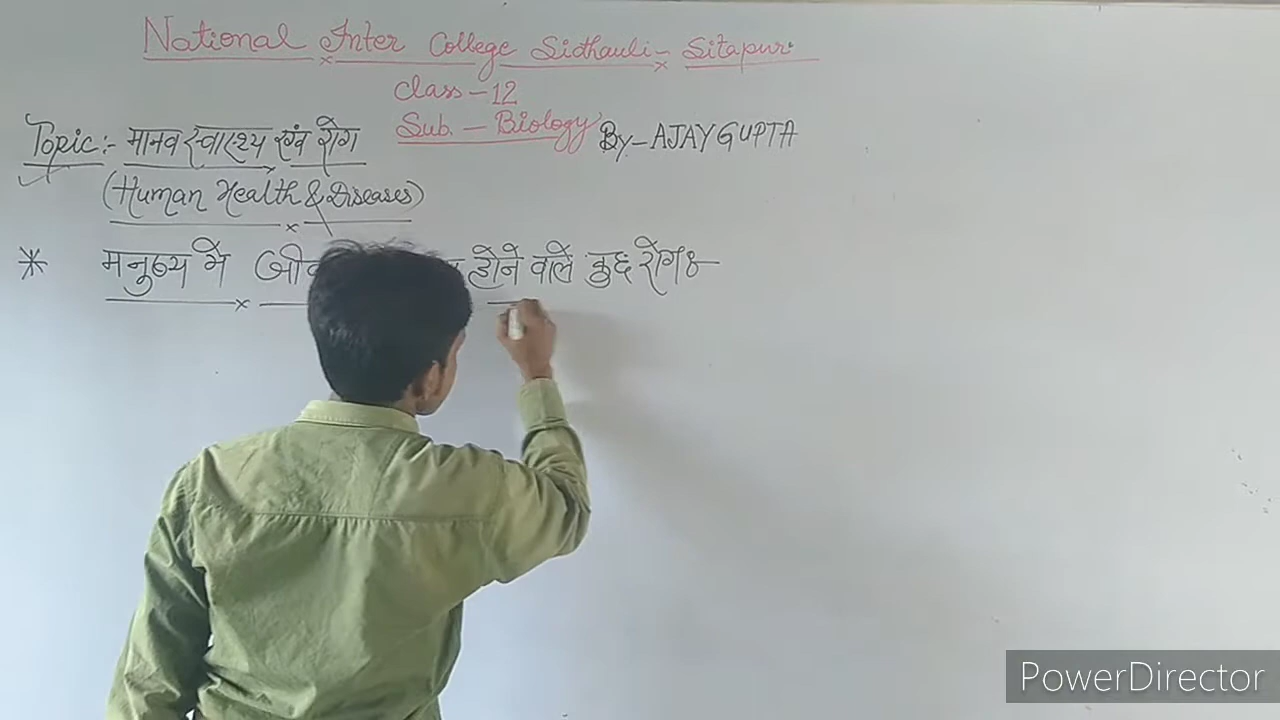 National Inter College Sidhauli - Sitapur
Class - 12
Sub. - Biology
By:- AJAY GUPTA
Topic:- मानव स्वास्थ्य एवं रोग
(Human Health & Diseases)
* मनुष्य में होने वाले कुछ रोग :-
PowerDirector